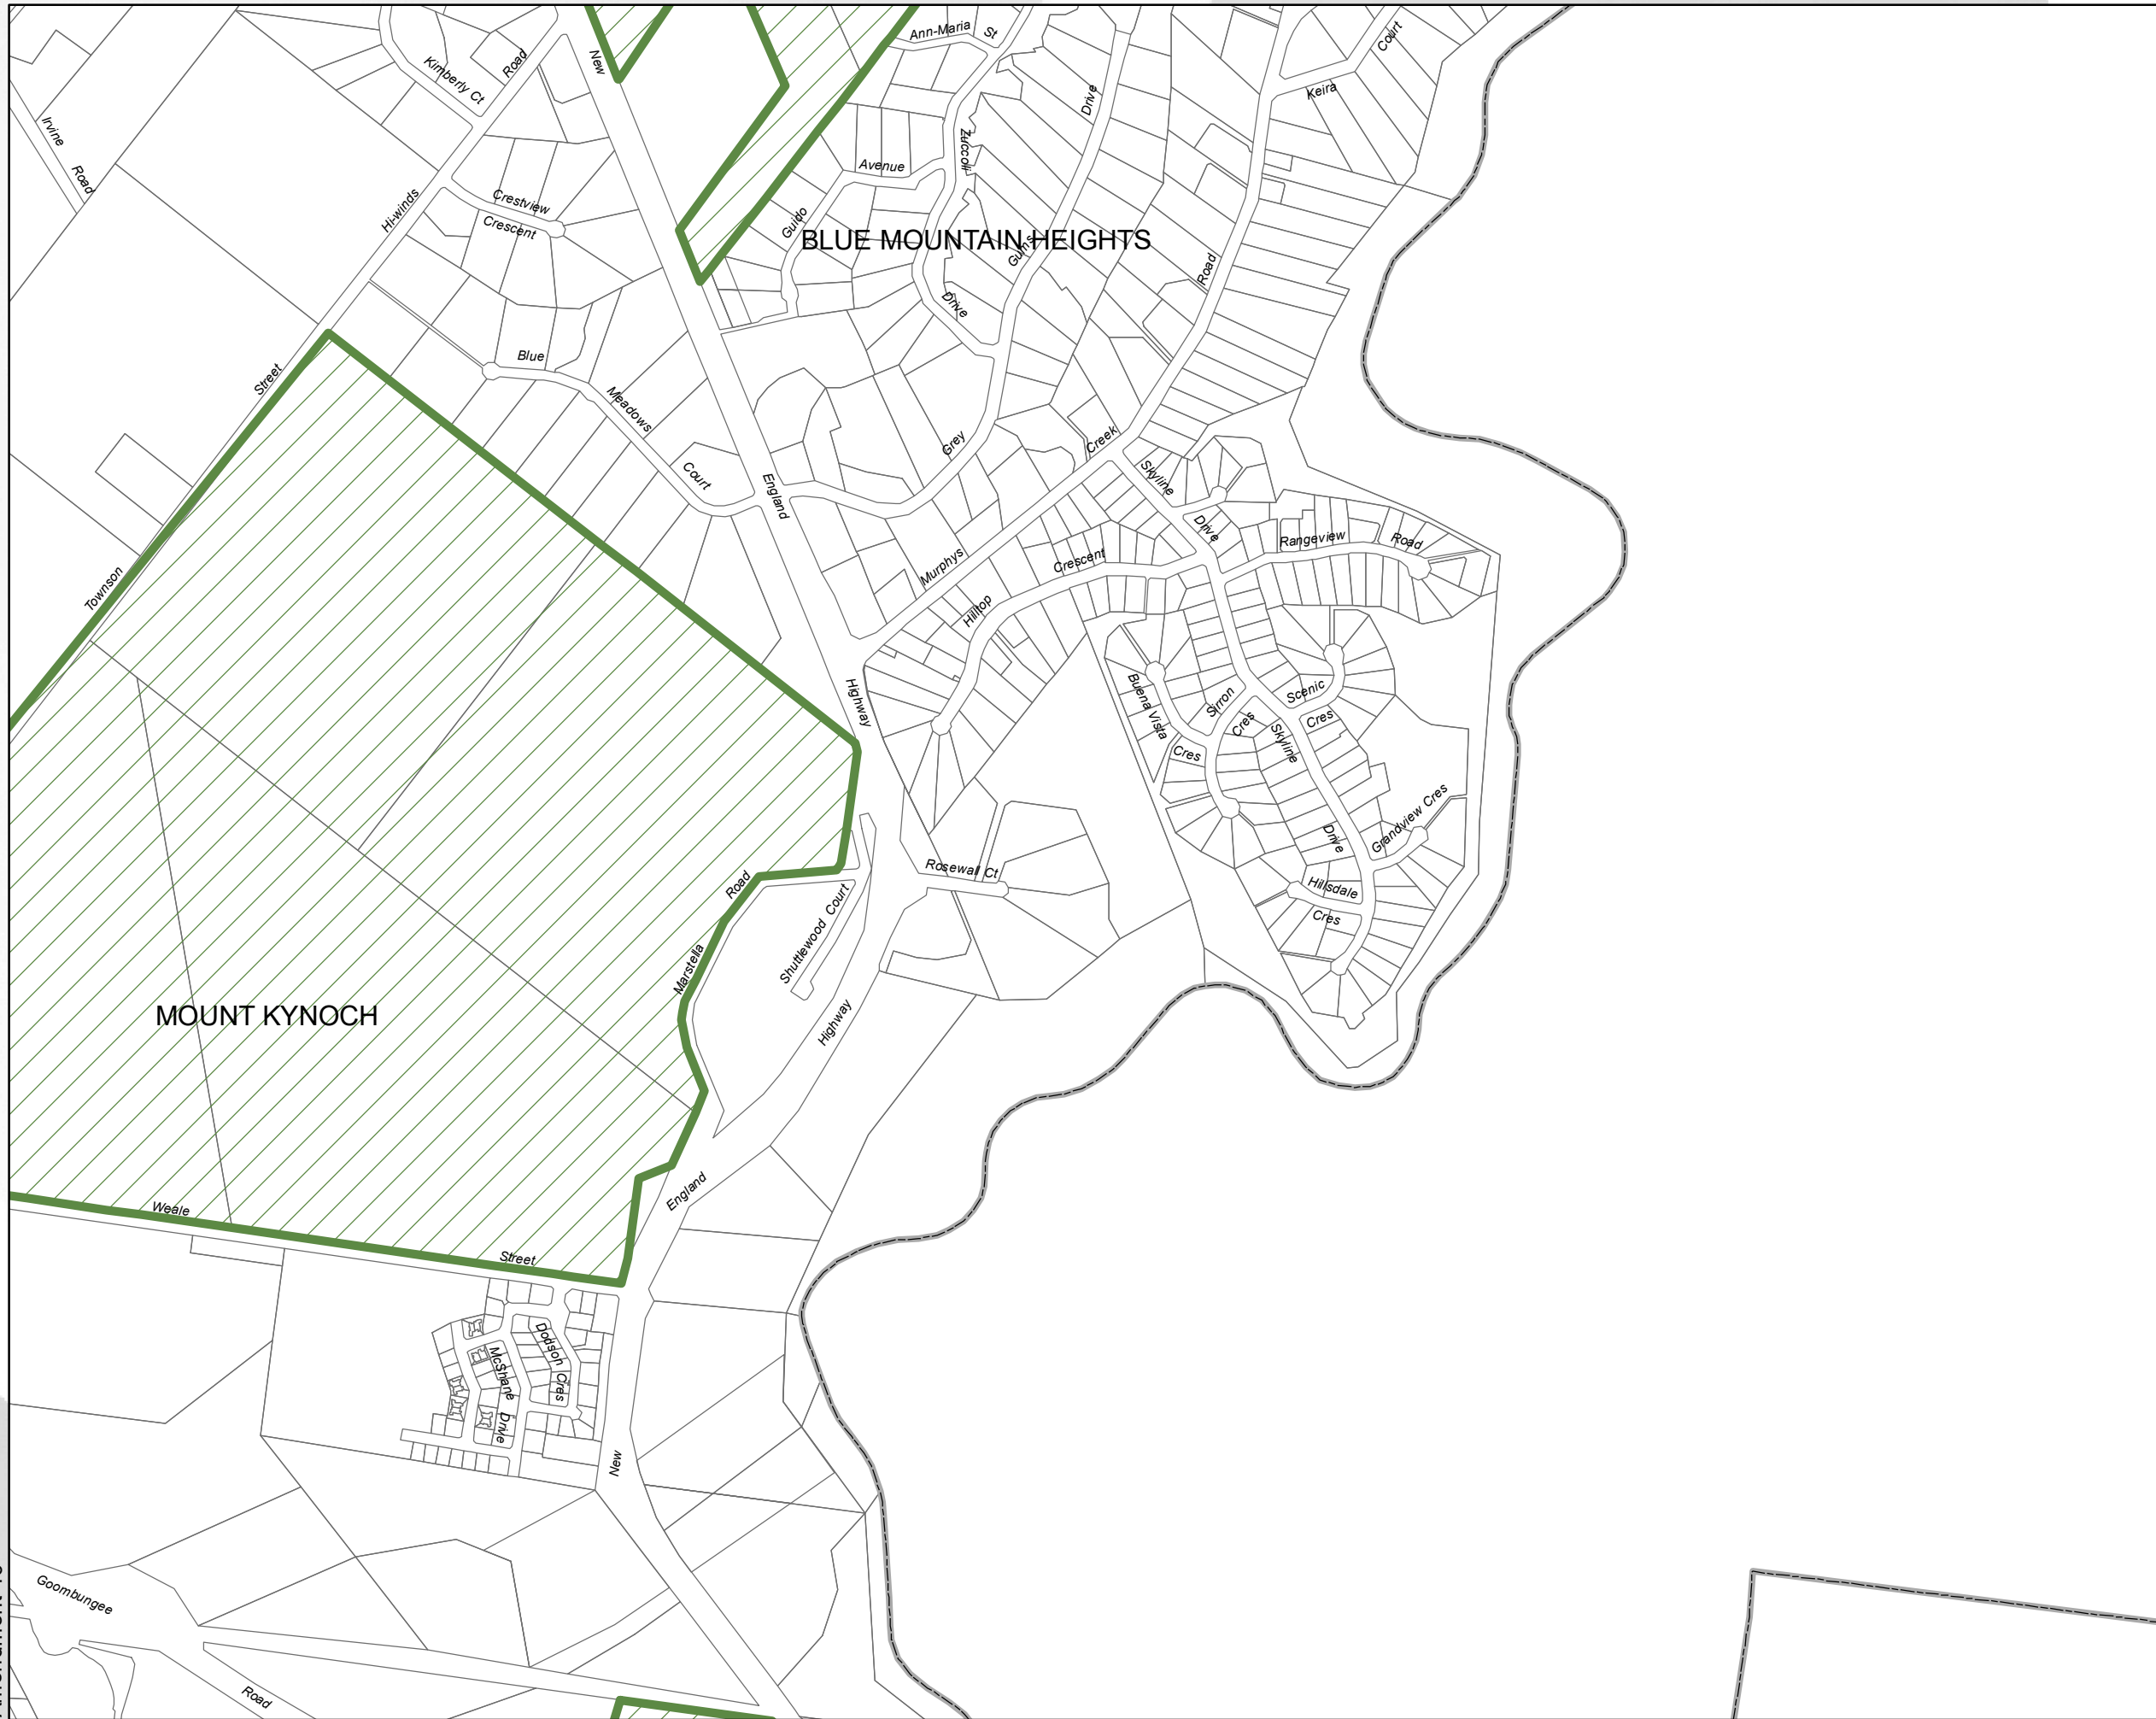 Ann-Maria St
New
Kimberly Ct
Road
Court
Keira
Drive
Irvine
Road
Zuccoli
Avenue
Hi-winds
Crestview
Crescent
Guido
BLUE MOUNTAIN HEIGHTS
Gums
Road
Drive
Blue
Street
Meadows
Grey
Creek
Court
Skyline
England
Drive
Rangeview
Road
Crescent
Murphys
Townson
Hilltop
Highway
Buena Vista
Sirron
Scenic
Cres
Cres
Skyline
Cres
Grandview Cres
Drive
Rosewall Ct
Road
Hillsdale
Cres
Shuttlewood Court
Marstella
MOUNT KYNOCH
Highway
England
Weale
Street
Dodson
McShane
Cres
Drive
New
Goombungee
Road